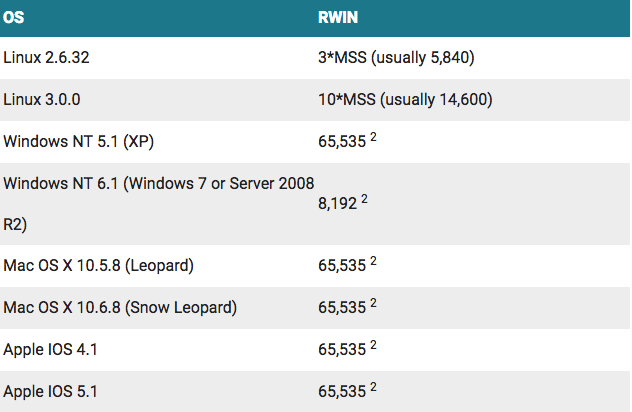 OS RWIN
Linux 2.6.32 3*MSS (usually 5,840)
Linux 3.0.0 10*MSS (usually 14,600)
Windows NT 5.1 (XP) 65,535 2
Windows NT 6.1 (Windows 7 or Server 2008
R2) 8,192 2
Mac OS X 10.5.8 (Leopard) 65,535 2
Mac OS X 10.6.8 (Snow Leopard) 65,535 2
Apple IOS 4.1 65,535 2
Apple IOS 5.1 65,535 2